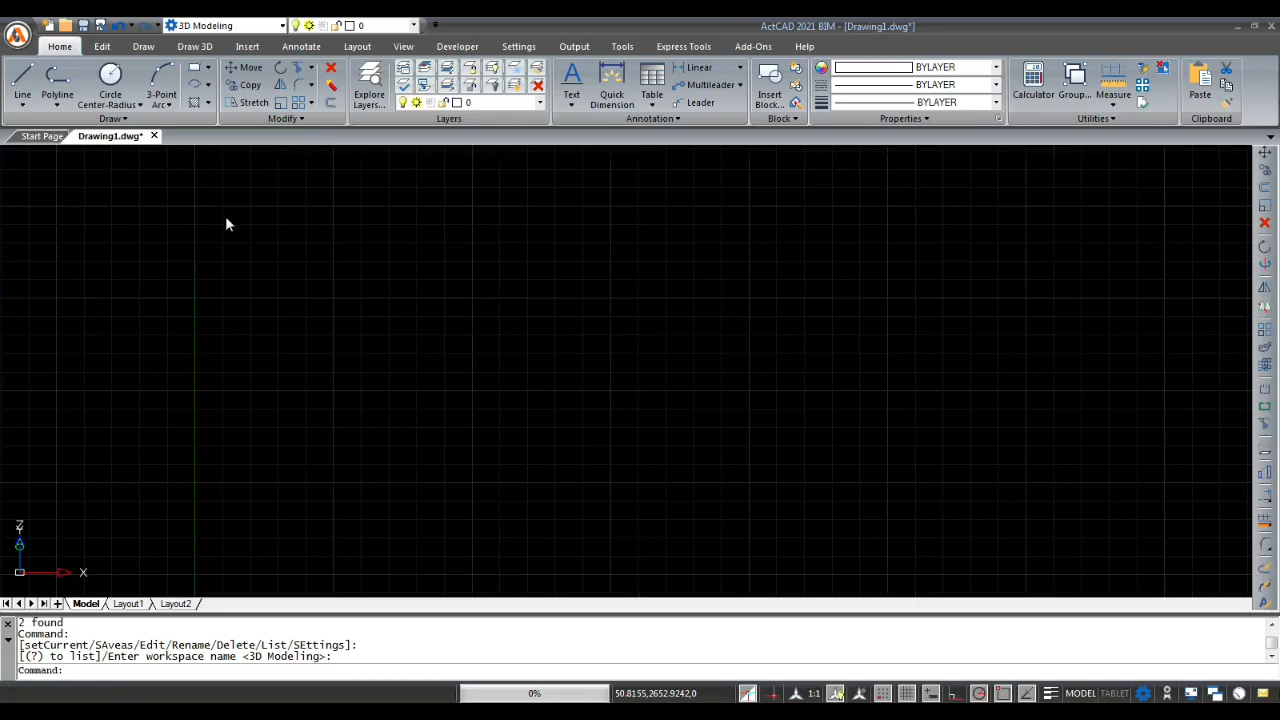 3D Modeling 0 ActCAD 2021 BIM - [Drawing1.dwg*]
Home Edit Draw Draw 3D Insert Annotate Layout View Developer Settings Output Tools Express Tools Add-Ons Help
Move Linear BYLAYER
Copy Multileader BYLAYER
Line Polyline Circle Center-Radius 3-Point Arc Stretch Explore Layers... 0 Text Quick Dimension Table Leader Insert Block... BYLAYER Calculator Group... Measure Paste
Draw Modify Layers Annotation Block Properties Utilities Clipboard
Start Page Drawing1.dwg*
Z
X
Model Layout1 Layout2
2 found
Command:
[setCurrent/SAveas/Edit/Rename/Delete/List/SEttings]:
[(?) to list]/Enter workspace name <3D Modeling>:
Command:
0% 50.8155,2652.9242,0 1:1 MODEL TABLET